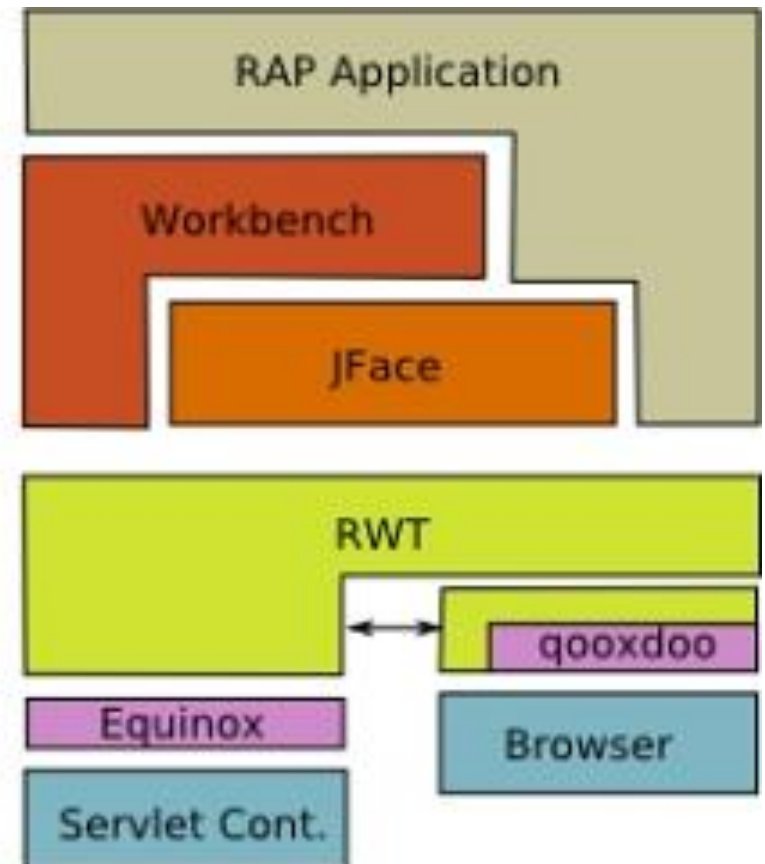 RAP Application
Workbench
JFace
RWT
qooxdoo
Equinox
Browser
Servlet Cont.